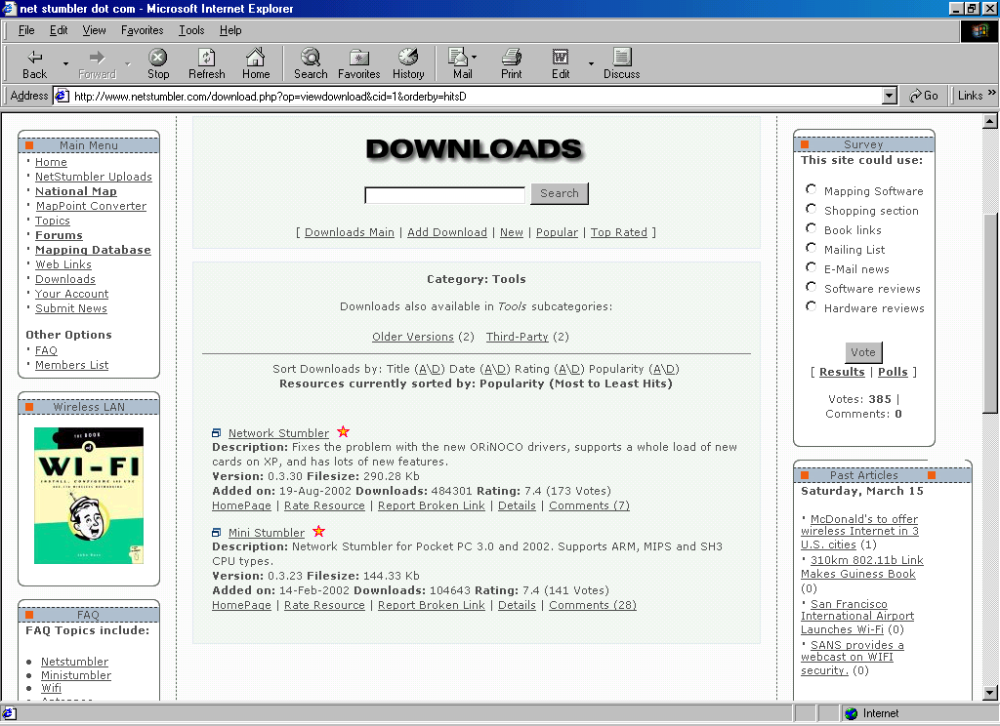 net stumbler dot com - Microsoft Internet Explorer
File Edit View Favorites Tools Help
Back Forward Stop Refresh Home Search Favorites History Mail Print Edit Discuss
Address http://www.netstumbler.com/download.php?op=viewdownload&cid=1&orderby=hitsD Go Links »
Main Menu
Home
NetStumbler Uploads
National Map
MapPoint Converter
Topics
Forums
Mapping Database
Web Links
Downloads
Your Account
Submit News
Other Options
FAQ
Members List
Wireless LAN
THE BOOK
of
WI-FI
INSTALL, CONFIGURE AND USE
802.11B WIRELESS NETWORKING
John Ross
FAQ
FAQ Topics include:
Netstumbler
Ministumbler
Wifi
DOWNLOADS
Search
[ Downloads Main | Add Download | New | Popular | Top Rated ]
Category: Tools
Downloads also available in Tools subcategories:
Older Versions (2) Third-Party (2)
Sort Downloads by: Title (A\D) Date (A\D) Rating (A\D) Popularity (A\D)
Resources currently sorted by: Popularity (Most to Least Hits)
Network Stumbler
Description: Fixes the problem with the new ORiNOCO drivers, supports a whole load of new
cards on XP, and has lots of new features.
Version: 0.3.30 Filesize: 290.28 Kb
Added on: 19-Aug-2002 Downloads: 484301 Rating: 7.4 (173 Votes)
HomePage | Rate Resource | Report Broken Link | Details | Comments (7)
Mini Stumbler
Description: Network Stumbler for Pocket PC 3.0 and 2002. Supports ARM, MIPS and SH3
CPU types.
Version: 0.3.23 Filesize: 144.33 Kb
Added on: 14-Feb-2002 Downloads: 104643 Rating: 7.4 (141 Votes)
HomePage | Rate Resource | Report Broken Link | Details | Comments (28)
Survey
This site could use:
Mapping Software
Shopping section
Book links
Mailing List
E-Mail news
Software reviews
Hardware reviews
Vote
[ Results | Polls ]
Votes: 385 |
Comments: 0
Past Articles
Saturday, March 15
McDonald's to offer
wireless Internet in 3
U.S. cities (1)
310km 802.11b Link
Makes Guiness Book
(0)
San Francisco
International Airport
Launches Wi-Fi (0)
SANS provides a
webcast on WIFI
security. (0)
Internet